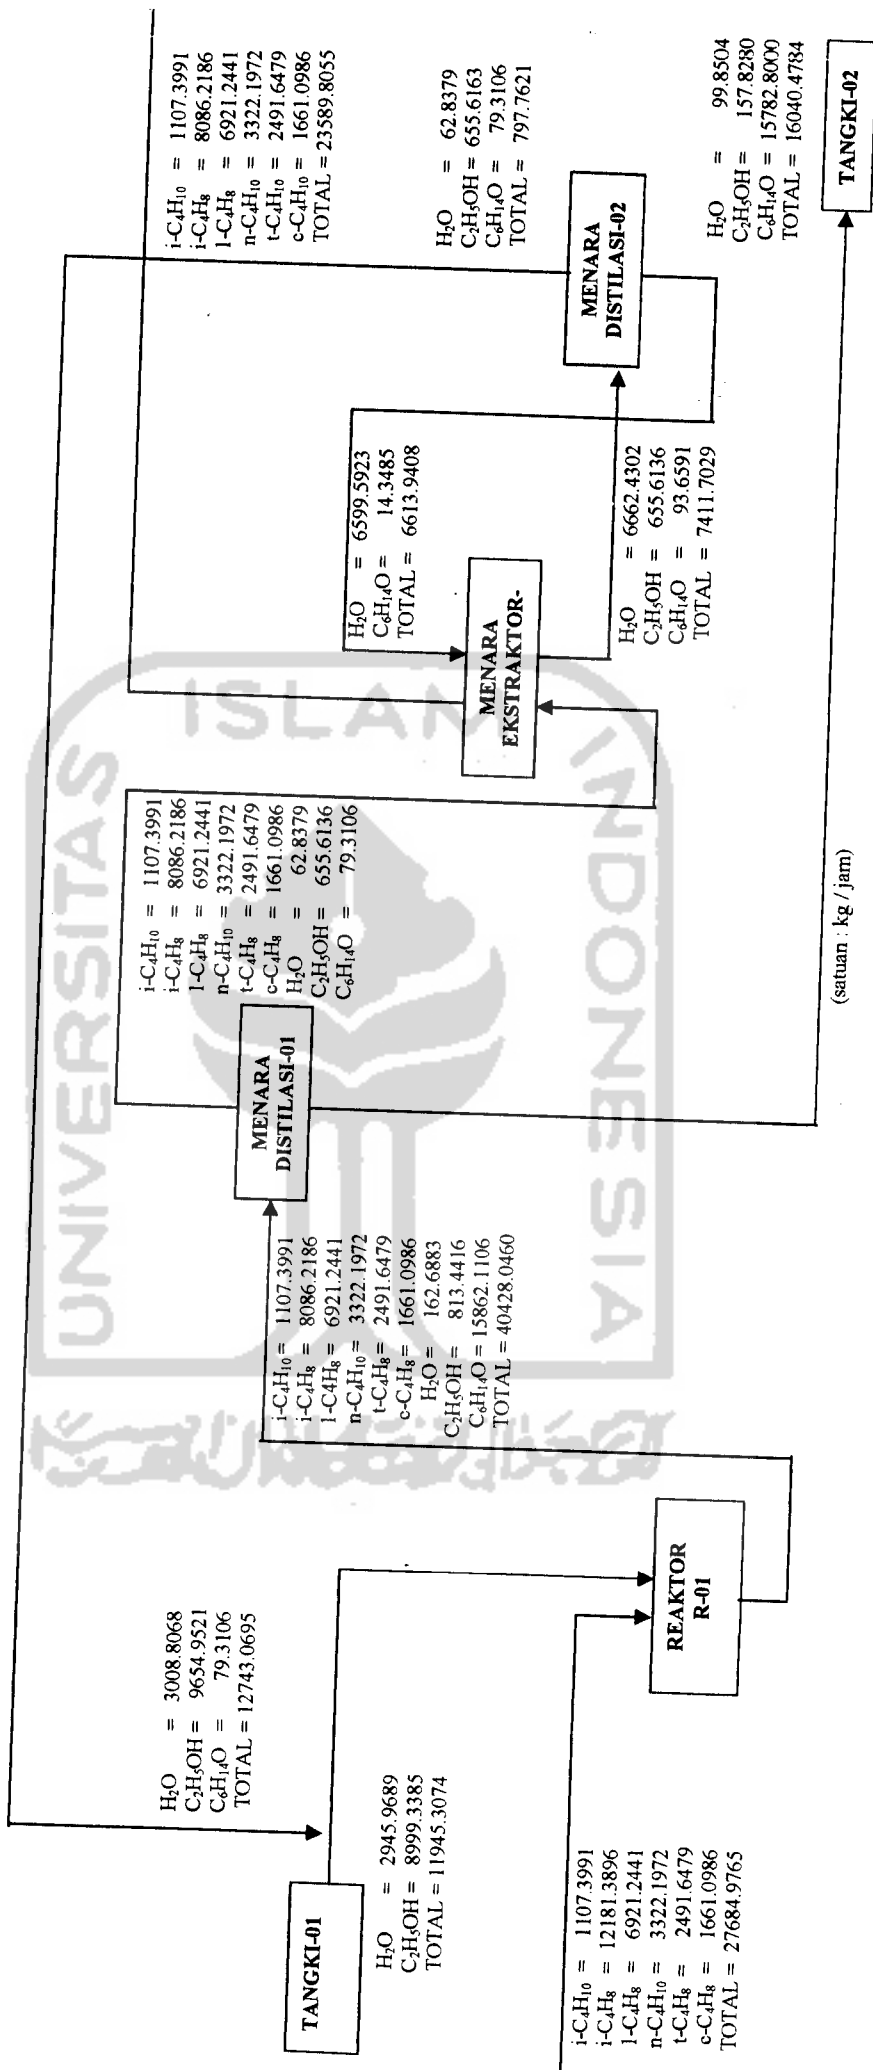 TANGKI-01
H₂O = 2945.9689
C₂H₅OH = 8999.3385
TOTAL = 11945.3074
H₂O = 3008.8068
C₂H₅OH = 9654.9521
C₆H₁₄O = 79.3106
TOTAL = 12743.0695
i-C₄H₁₀ = 1107.3991
i-C₄H₈ = 12181.3896
1-C₄H₈ = 6921.2441
n-C₄H₁₀ = 3322.1972
t-C₄H₈ = 2491.6479
c-C₄H₈ = 1661.0986
TOTAL = 27684.9765
REAKTOR
R-01
i-C₄H₁₀ = 1107.3991
i-C₄H₈ = 8086.2186
1-C4H₈ = 6921.2441
n-C₄H₁₀ = 3322.1972
t-C₄H₈ = 2491.6479
c-C₄H₈ = 1661.0986
H₂O = 162.6883
C₂H₅OH = 813.4416
C₆H₁₄O = 15862.1106
TOTAL = 40428.0460
MENARA
DISTILASI-01
i-C₄H₁₀ = 1107.3991
i-C₄H₈ = 8086.2186
1-C₄H₈ = 6921.2441
n-C₄H₁₀ = 3322.1972
t-C₄H₈ = 2491.6479
c-C₄H₈ = 1661.0986
H₂O = 62.8379
C₂H₅OH = 655.6136
C₆H₁₄O = 79.3106
MENARA
EKSTRAKTOR-
H₂O = 6599.5923
C₆H₁₄O = 14.3485
TOTAL = 6613.9408
H₂O = 6662.4302
C₂H₅OH = 655.6136
C₆H₁₄O = 93.6591
TOTAL = 7411.7029
i-C₄H₁₀ = 1107.3991
i-C₄H₈ = 8086.2186
1-C₄H₈ = 6921.2441
n-C₄H₁₀ = 3322.1972
t-C₄H₁₀ = 2491.6479
c-C₄H₁₀ = 1661.0986
TOTAL = 23589.8055
H₂O = 62.8379
C₂H₅OH = 655.6163
C₆H₁₄O = 79.3106
TOTAL = 797.7621
MENARA
DISTILASI-02
H₂O = 99.8504
C₂H₅OH = 157.8280
C₆H₁₄O = 15782.8000
TOTAL = 16040.4784
TANGKI-02
(satuan : kg / jam)
UNIVERSITAS
ISLAM
INDONESIA